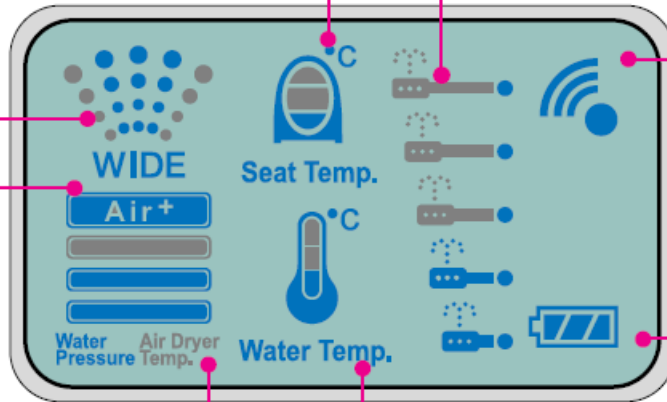 WIDE
Air+
Water Pressure
Air Dryer Temp.
°C
Seat Temp.
°C
Water Temp.